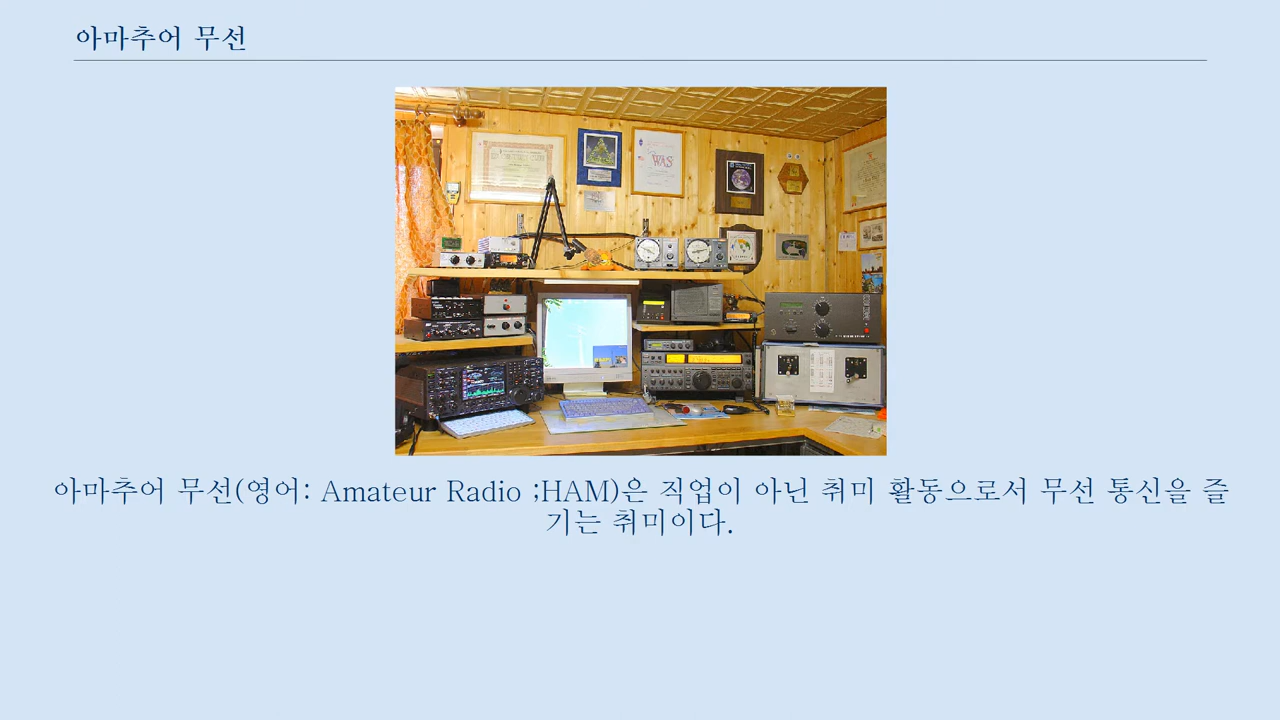 아마추어 무선
WAS
아마추어 무선(영어: Amateur Radio ;HAM)은 직업이 아닌 취미 활동으로서 무선 통신을 즐
기는 취미이다.